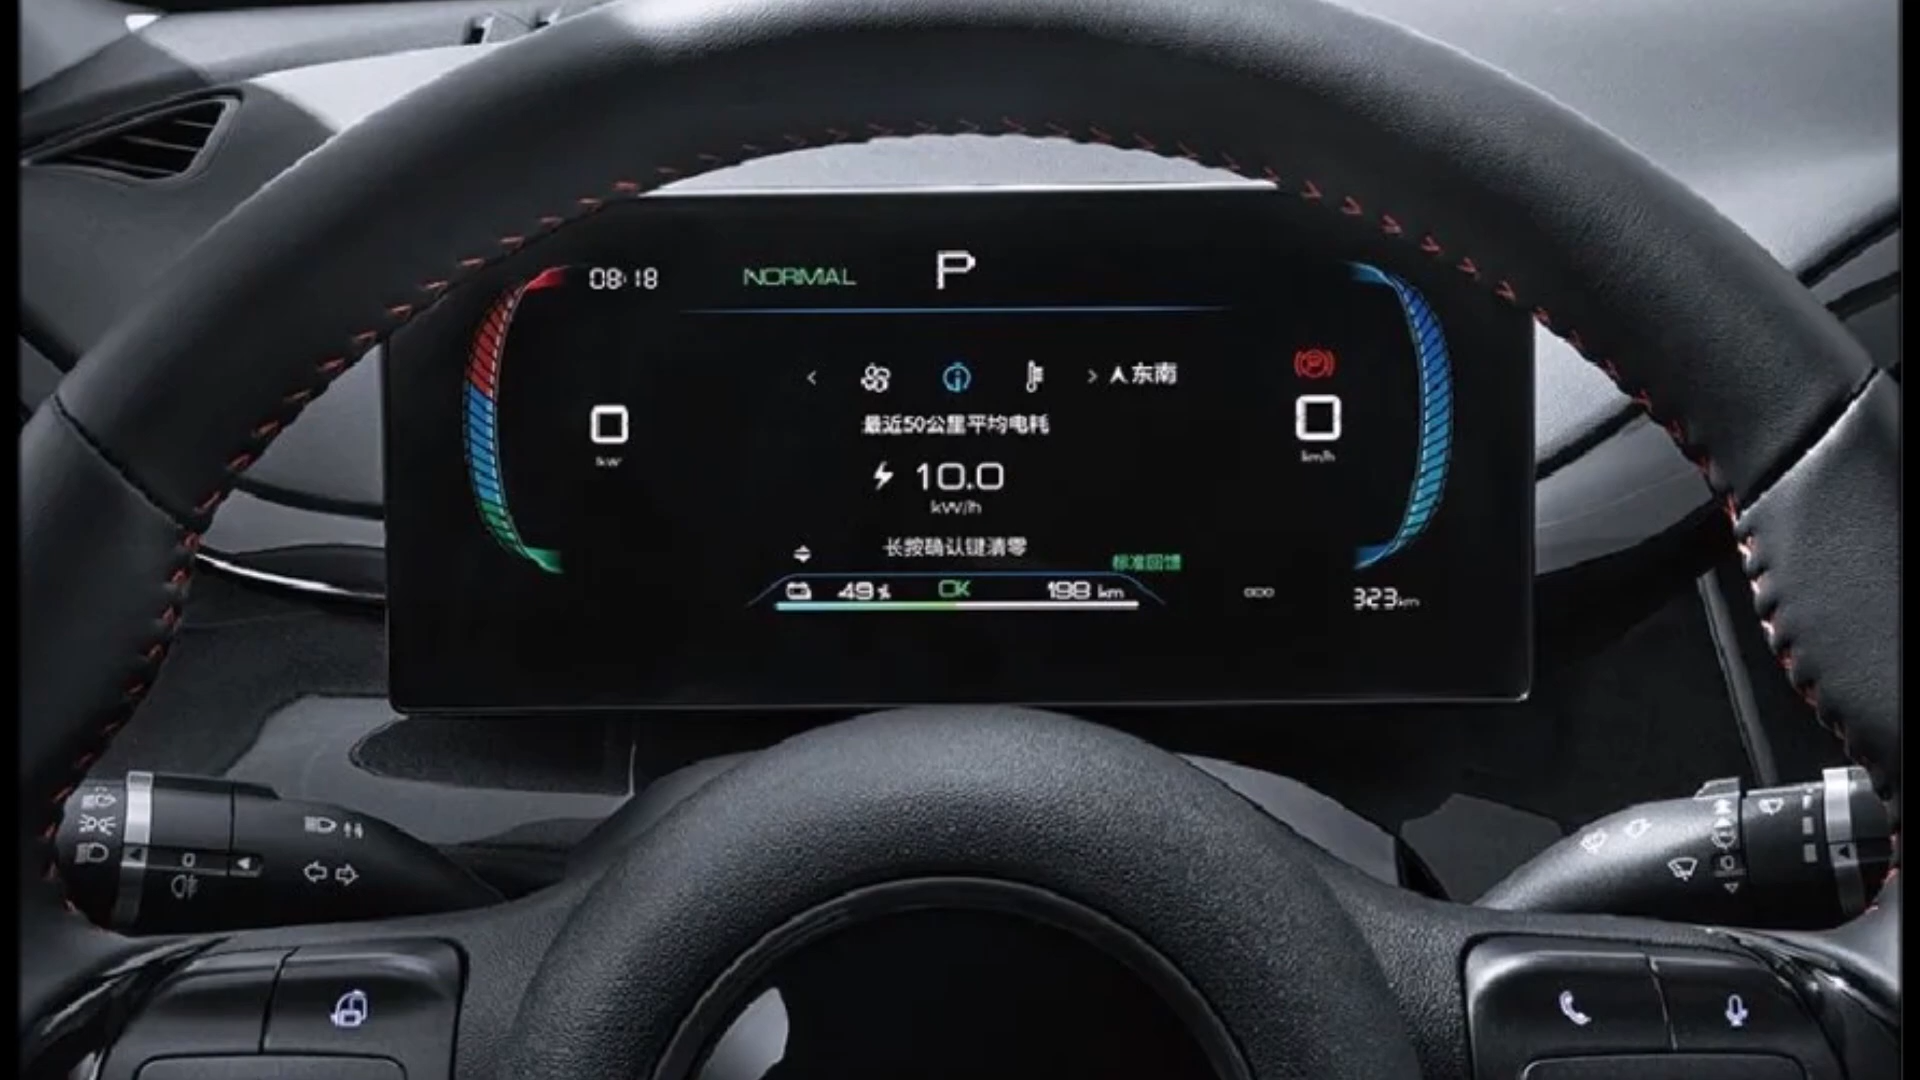 08:18 NORMAL P
东南
最近50公里平均电耗
0
kW
10.0
kW/h
0
km/h
长按确认键清零
标准回馈
49% OK 198 km
ODO 323km